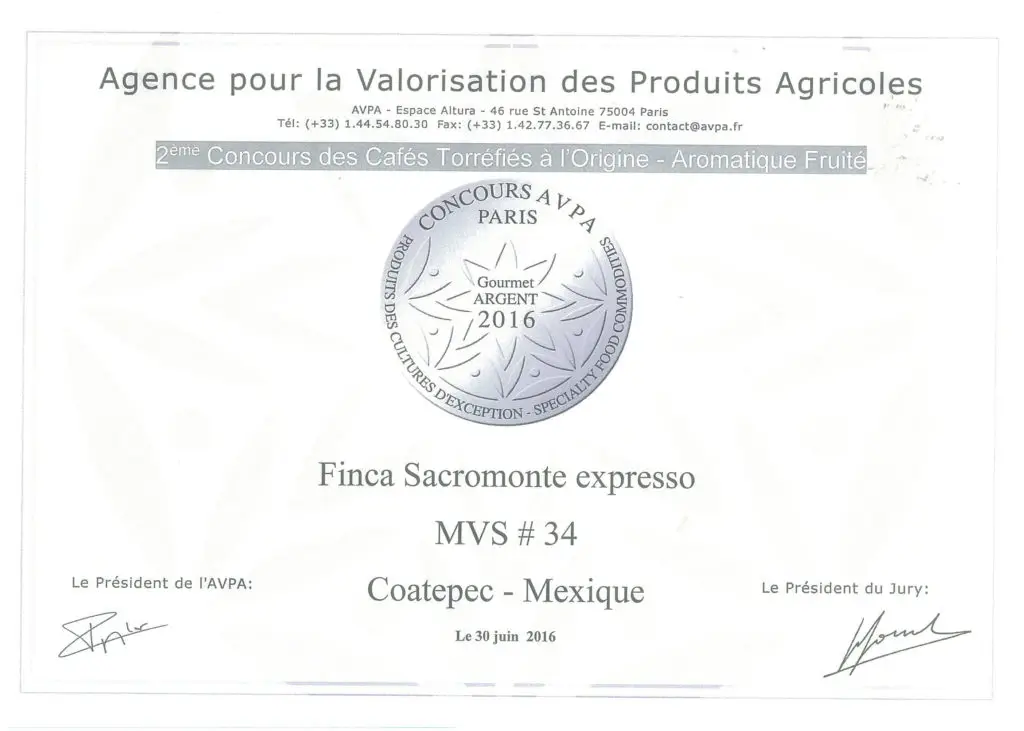 Agence pour la Valorisation des Produits Agricoles
AVPA - Espace Altura - 46 rue St Antoine 75004 Paris
Tél: (+33) 1.44.54.80.30 Fax: (+33) 1.42.77.36.67 E-mail: contact@avpa.fr
2ème Concours des Cafés Torréfiés à l'Origine - Aromatique Fruité
CONCOURS AVPA
PARIS
PRODUITS DES CULTURES D'EXCEPTION - SPECIALTY FOOD COMMODITIES
Gourmet
ARGENT
2016
Finca Sacromonte expresso
MVS # 34
Coatepec - Mexique
Le 30 juin 2016
Le Président de l'AVPA:
Le Président du Jury: